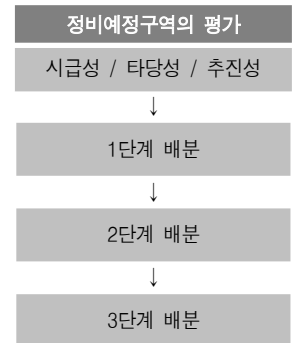 정비예정구역의 평가
시급성 / 타당성 / 추진성
↓
1단계 배분
↓
2단계 배분
↓
3단계 배분